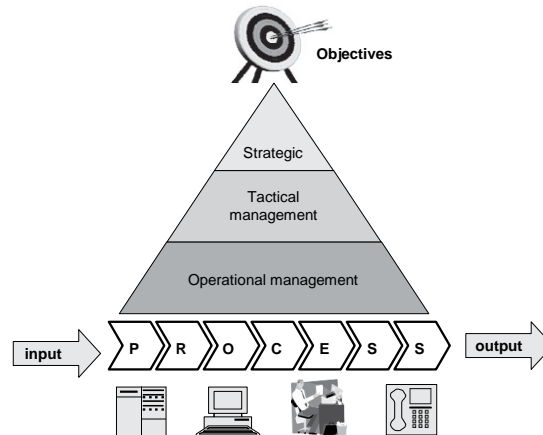 Objectives
Strategic
Tactical
management
Operational management
input
P R O C E S S
output